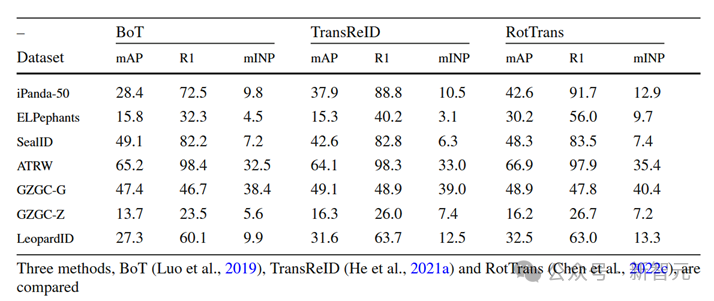 – BoT TransReID RotTrans
Dataset mAP R1 mINP mAP R1 mINP mAP R1 mINP
iPanda-50 28.4 72.5 9.8 37.9 88.8 10.5 42.6 91.7 12.9
ELPephants 15.8 32.3 4.5 15.3 40.2 3.1 30.2 56.0 9.7
SealID 49.1 82.2 7.2 42.6 82.8 6.3 48.3 83.5 7.4
ATRW 65.2 98.4 32.5 64.1 98.3 33.0 66.9 97.9 35.4
GZGC-G 47.4 46.7 38.4 49.1 48.9 39.0 48.9 47.8 40.4
GZGC-Z 13.7 23.5 5.6 16.3 26.0 7.4 16.2 26.7 7.2
LeopardID 27.3 60.1 9.9 31.6 63.7 12.5 32.5 63.0 13.3
Three methods, BoT (Luo et al., 2019), TransReID (He et al., 2021a) and RotTrans (Chen et al., 2022c), are
compared
公众号 · 新智元